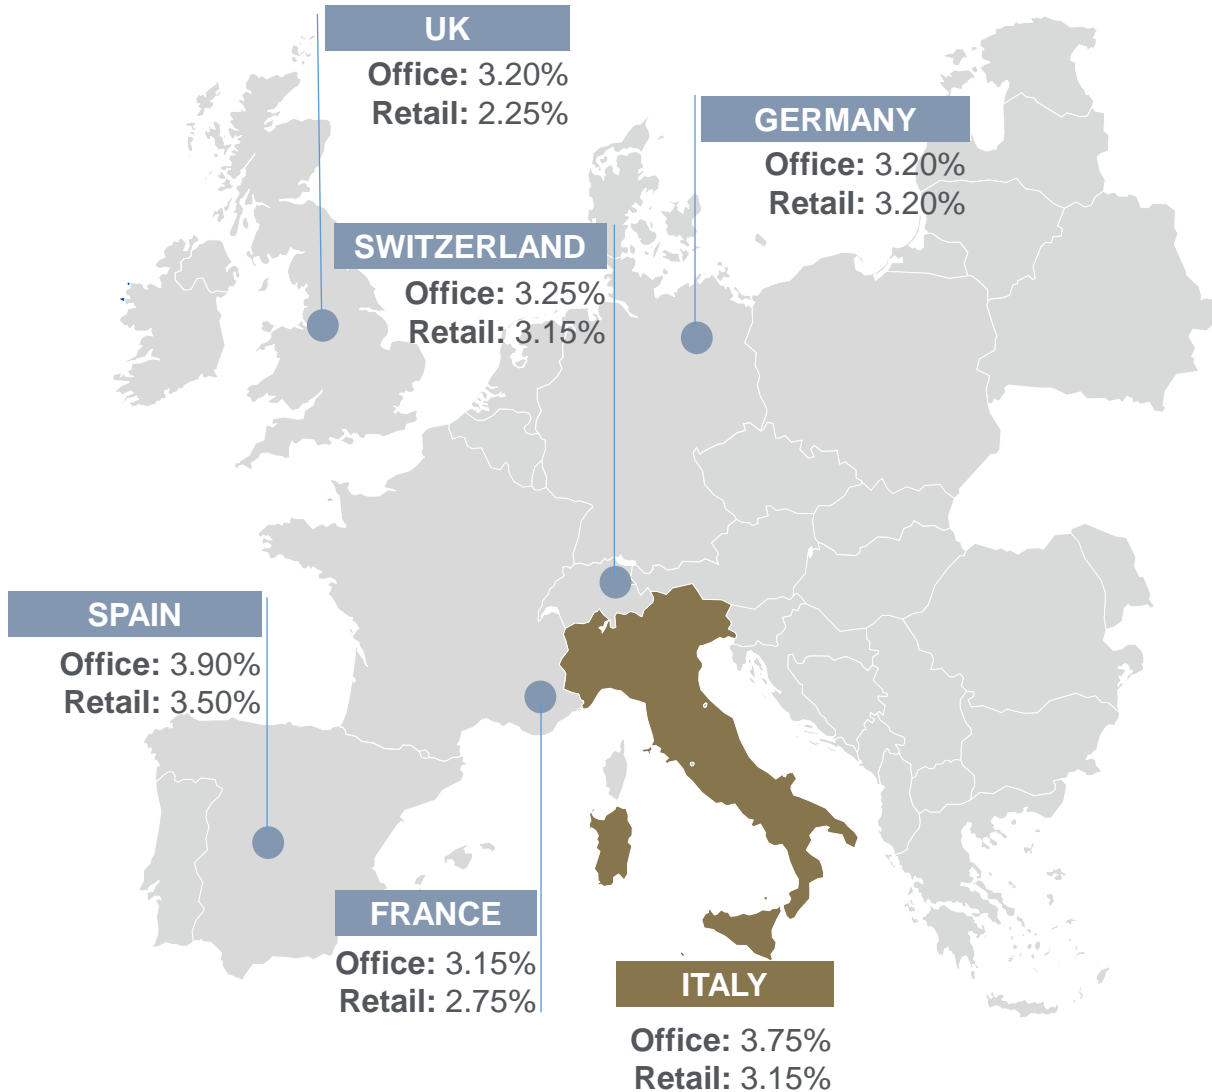 UK
Office: 3.20%
Retail: 2.25%
GERMANY
Office: 3.20%
Retail: 3.20%
SWITZERLAND
Office: 3.25%
Retail: 3.15%
SPAIN
Office: 3.90%
Retail: 3.50%
FRANCE
Office: 3.15%
Retail: 2.75%
ITALY
Office: 3.75%
Retail: 3.15%